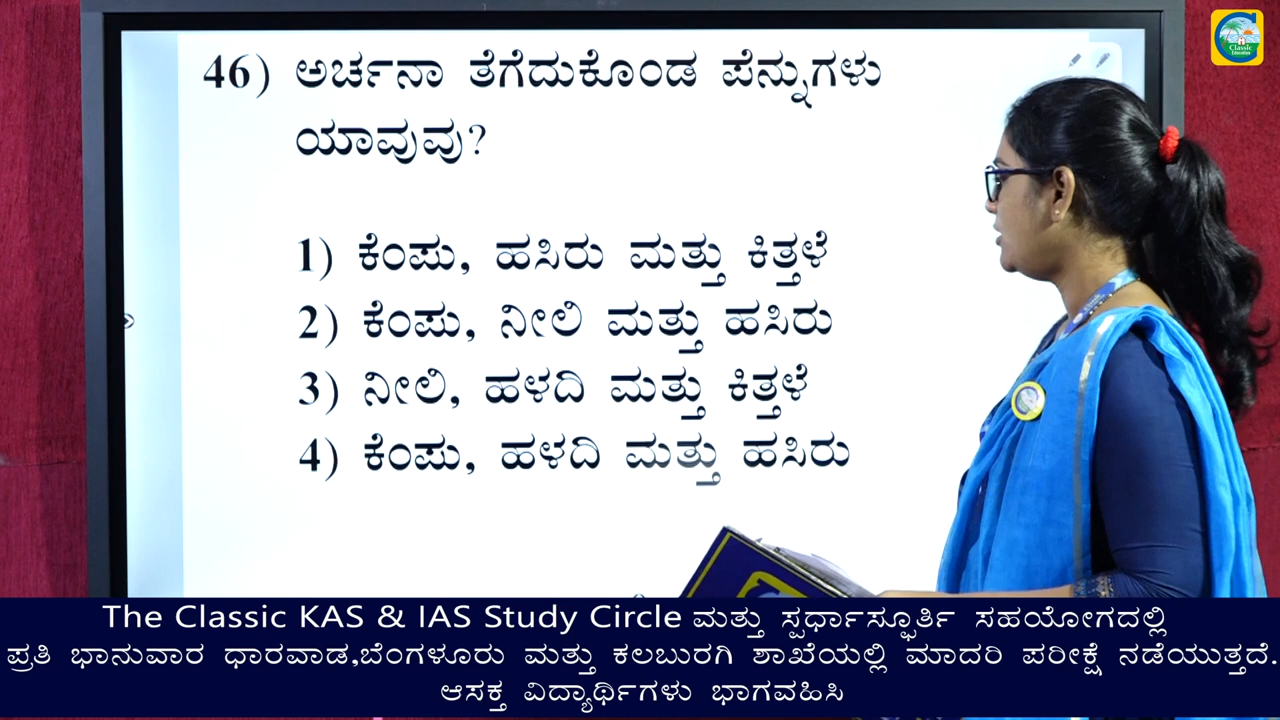 46) ಅರ್ಚನಾ ತೆಗೆದುಕೊಂಡ ಪೆನ್ನುಗಳು
ಯಾವುವು?
1) ಕೆಂಪು, ಹಸಿರು ಮತ್ತು ಕಿತ್ತಳೆ
2) ಕೆಂಪು, ನೀಲಿ ಮತ್ತು ಹಸಿರು
3) ನೀಲಿ, ಹಳದಿ ಮತ್ತು ಕಿತ್ತಳೆ
4) ಕೆಂಪು, ಹಳದಿ ಮತ್ತು ಹಸಿರು
Classic
Education
The Classic KAS & IAS Study Circle ಮತ್ತು ಸ್ಪರ್ಧಾಸ್ಫೂರ್ತಿ ಸಹಯೋಗದಲ್ಲಿ
ಪ್ರತಿ ಭಾನುವಾರ ಧಾರವಾಡ,ಬೆಂಗಳೂರು ಮತ್ತು ಕಲಬುರಗಿ ಶಾಖೆಯಲ್ಲಿ ಮಾದರಿ ಪರೀಕ್ಷೆ ನಡೆಯುತ್ತದೆ.
ಆಸಕ್ತ ವಿದ್ಯಾರ್ಥಿಗಳು ಭಾಗವಹಿಸಿ